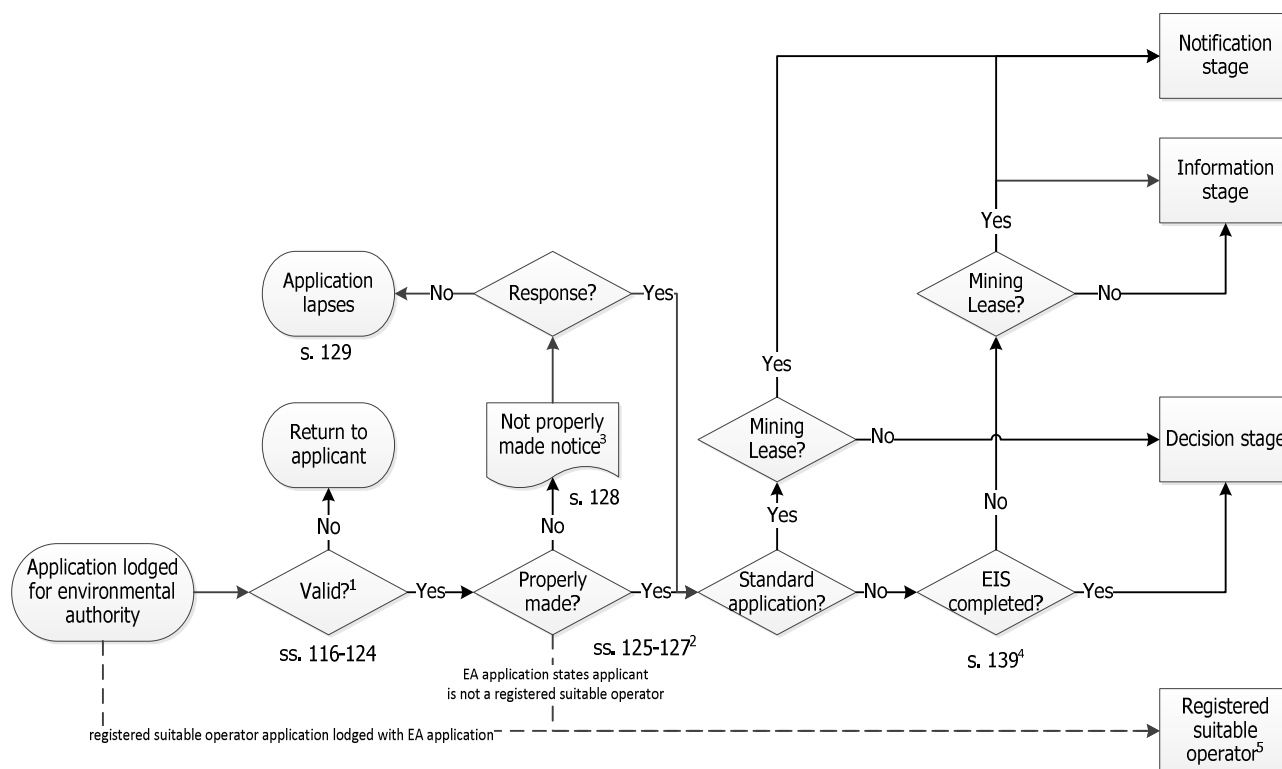 Notification
stage
Information
stage
Yes
Application
lapses
No
Response?
Yes
Mining
Lease?
No
s. 129
Yes
Return to
applicant
Not properly
made notice3
Mining
Lease?
No
Decision stage
s. 128
No
No
Yes
No
Application lodged
for environmental
authority
Valid?1
Yes
Properly
made?
Yes
Standard
application?
No
EIS
completed?
Yes
ss. 116-124
ss. 125-1272
s. 1394
EA application states applicant
is not a registered suitable operator
registered suitable operator application lodged with EA application
Registered
suitable
operator5